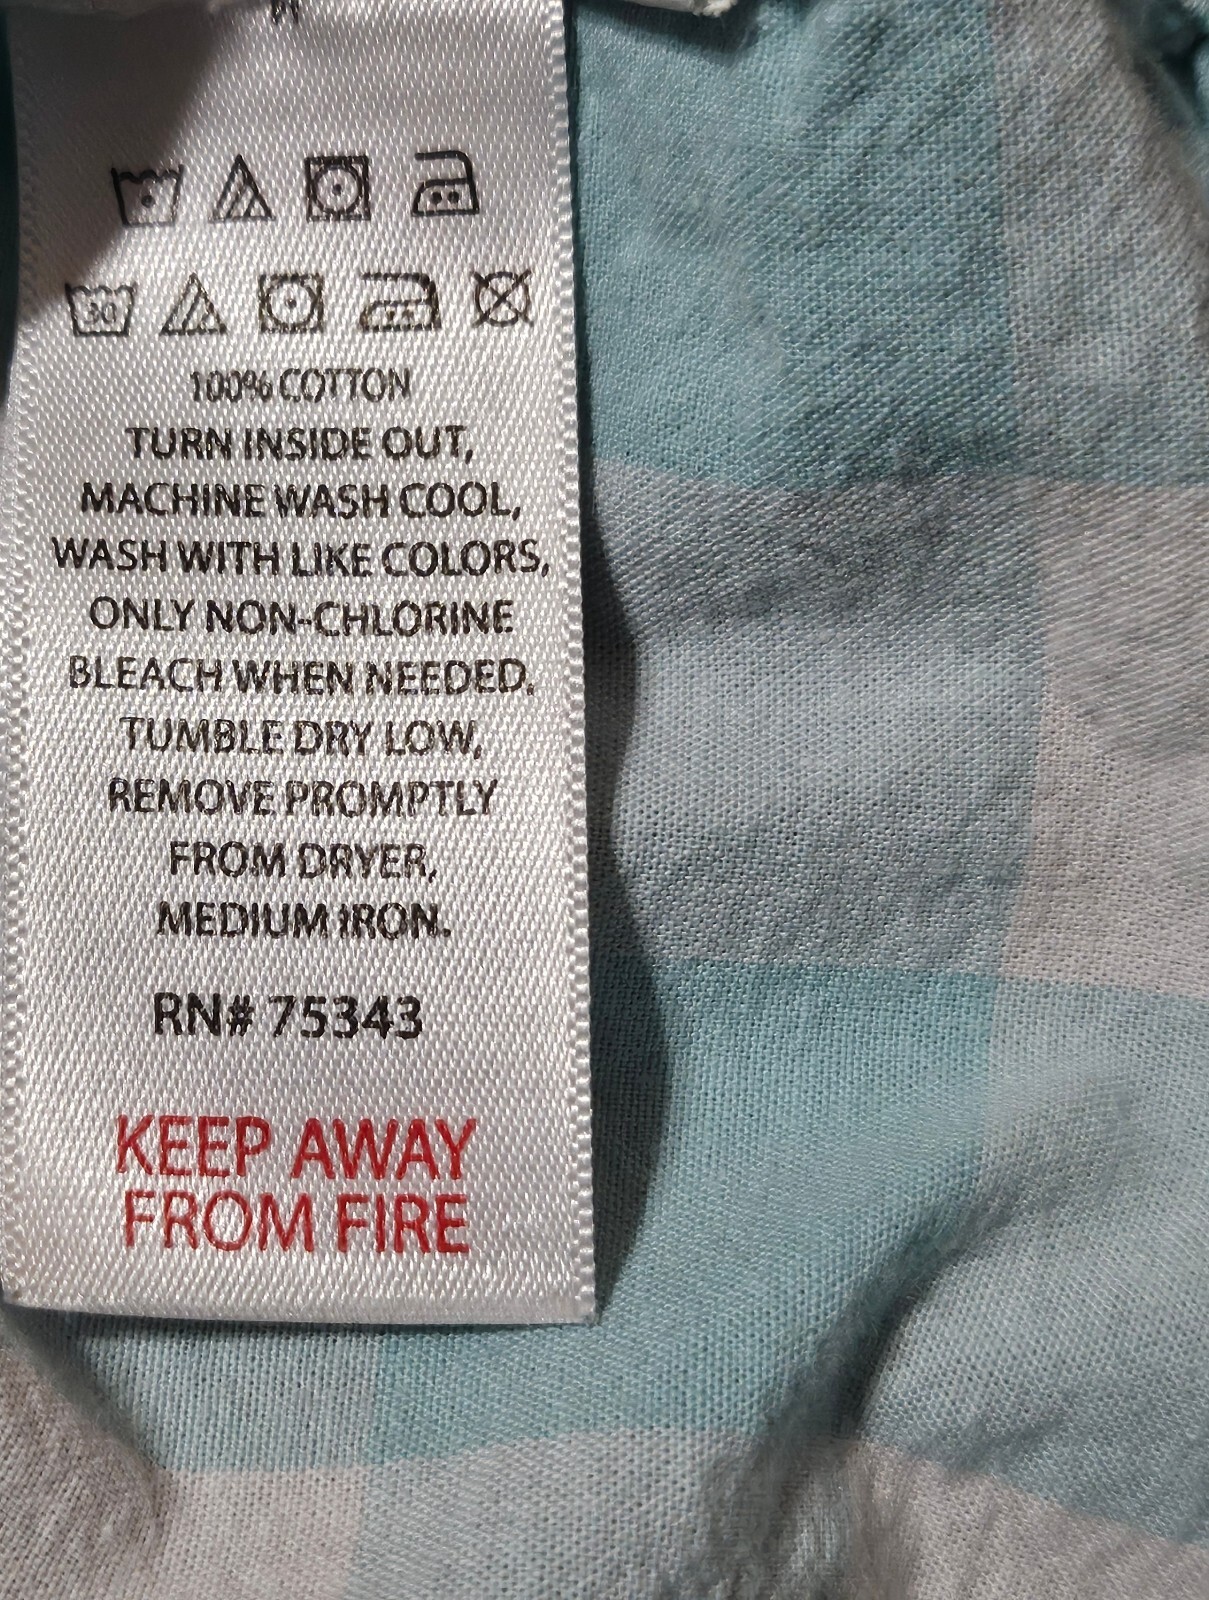 30
100% COTTON
TURN INSIDE OUT,
MACHINE WASH COOL,
WASH WITH LIKE COLORS,
ONLY NON-CHLORINE
BLEACH WHEN NEEDED.
TUMBLE DRY LOW,
REMOVE PROMPTLY
FROM DRYER,
MEDIUM IRON.
RN# 75343
KEEP AWAY
FROM FIRE